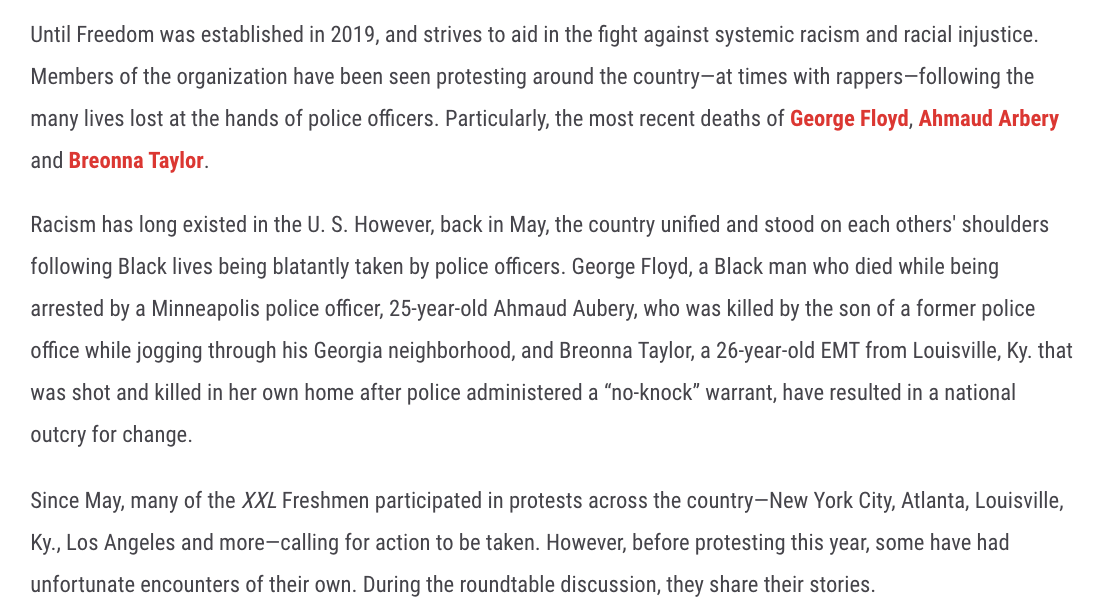 Until Freedom was established in 2019, and strives to aid in the fight against systemic racism and racial injustice.
Members of the organization have been seen protesting around the country—at times with rappers—following the
many lives lost at the hands of police officers. Particularly, the most recent deaths of George Floyd, Ahmaud Arbery
and Breonna Taylor.
Racism has long existed in the U. S. However, back in May, the country unified and stood on each others' shoulders
following Black lives being blatantly taken by police officers. George Floyd, a Black man who died while being
arrested by a Minneapolis police officer, 25-year-old Ahmaud Aubery, who was killed by the son of a former police
office while jogging through his Georgia neighborhood, and Breonna Taylor, a 26-year-old EMT from Louisville, Ky. that
was shot and killed in her own home after police administered a “no-knock” warrant, have resulted in a national
outcry for change.
Since May, many of the XXL Freshmen participated in protests across the country—New York City, Atlanta, Louisville,
Ky., Los Angeles and more—calling for action to be taken. However, before protesting this year, some have had
unfortunate encounters of their own. During the roundtable discussion, they share their stories.